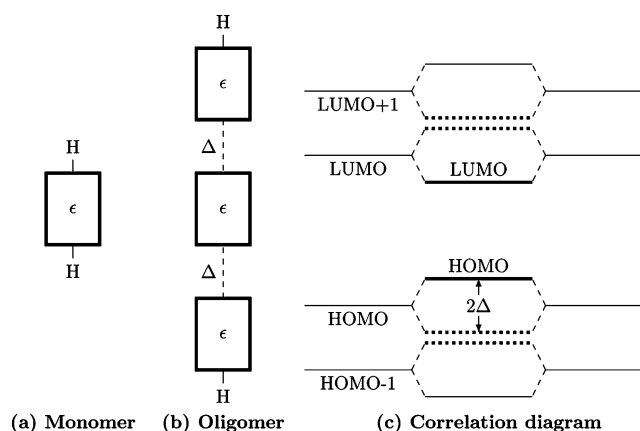 H
ϵ
H
H
ϵ
Δ
ϵ
Δ
ϵ
H
LUMO+1
LUMO
LUMO
HOMO
HOMO
2Δ
HOMO-1
(a) Monomer
(b) Oligomer
(c) Correlation diagram